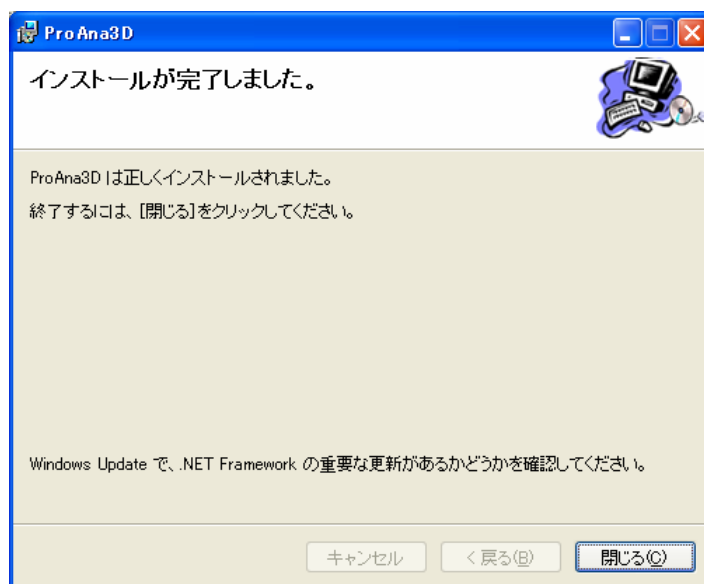 ProAna3D
インストールが完了しました。
ProAna3D は正しくインストールされました。
終了するには、[閉じる]をクリックしてください。
Windows Update で、.NET Framework の重要な更新があるかどうかを確認してください。
キャンセル
< 戻る(B)
閉じる(C)